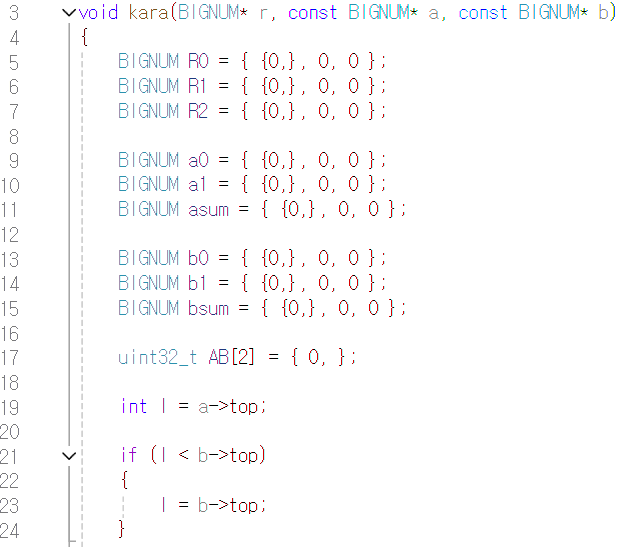 3 void kara(BIGNUM* r, const BIGNUM* a, const BIGNUM* b)
4 {
5 BIGNUM R0 = { {0,}, 0, 0 };
6 BIGNUM R1 = { {0,}, 0, 0 };
7 BIGNUM R2 = { {0,}, 0, 0 };
8
9 BIGNUM a0 = { {0,}, 0, 0 };
10 BIGNUM a1 = { {0,}, 0, 0 };
11 BIGNUM asum = { {0,}, 0, 0 };
12
13 BIGNUM b0 = { {0,}, 0, 0 };
14 BIGNUM b1 = { {0,}, 0, 0 };
15 BIGNUM bsum = { {0,}, 0, 0 };
16
17 uint32_t AB[2] = { 0, };
18
19 int l = a->top;
20
21 if (l < b->top)
22 {
23 l = b->top;
24 }